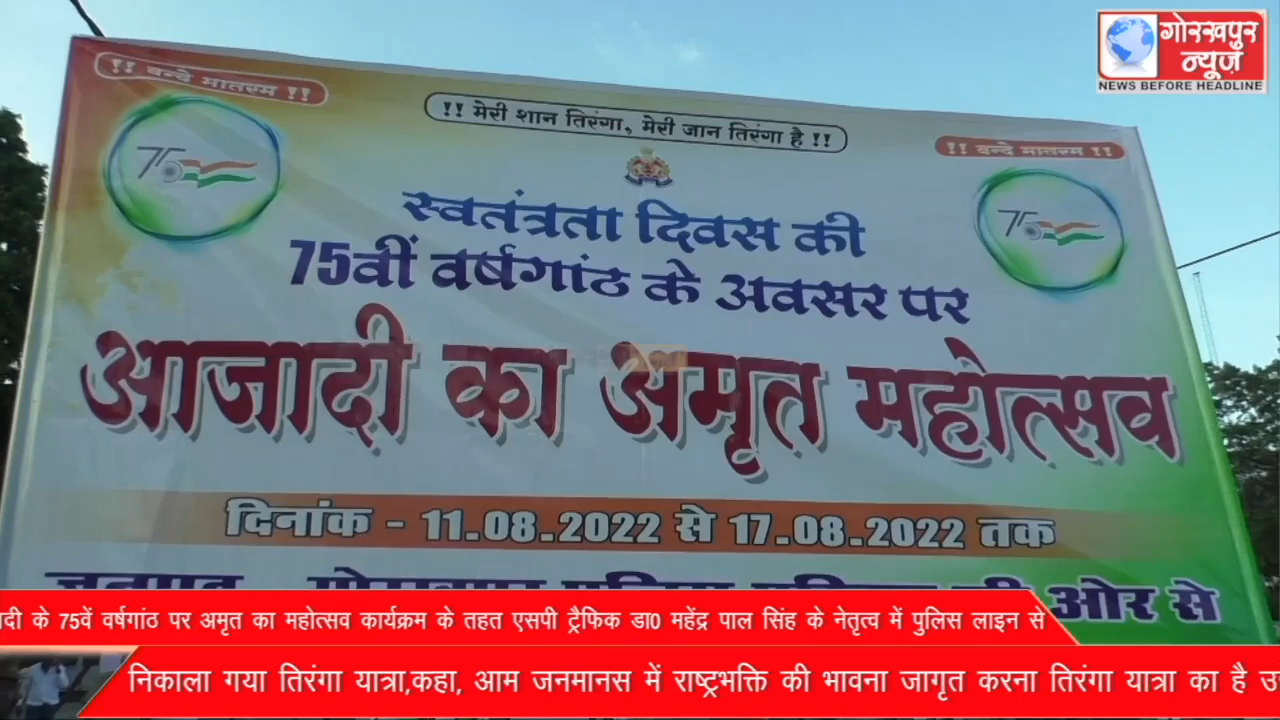 गोरखपुर
न्यूज़
NEWS BEFORE HEADLINE
!! वन्दे मातरम !!
!! मेरी शान तिरंगा, मेरी जान तिरंगा है !!
!! वन्दे मातरम !!
75
75
स्वतंत्रता दिवस की
75वीं वर्षगांठ के अवसर पर
आजादी का अमृत महोत्सव
दिनांक - 11.08.2022 से 17.08.2022 तक
की ओर से
के 75वें वर्षगांठ पर अमृत का महोत्सव कार्यक्रम के तहत एसपी ट्रैफिक डा0 महेंद्र पाल सिंह के नेतृत्व में पुलिस लाइन से
निकाला गया तिरंगा यात्रा,कहा, आम जनमानस में राष्ट्रभक्ति की भावना जागृत करना तिरंगा यात्रा का है